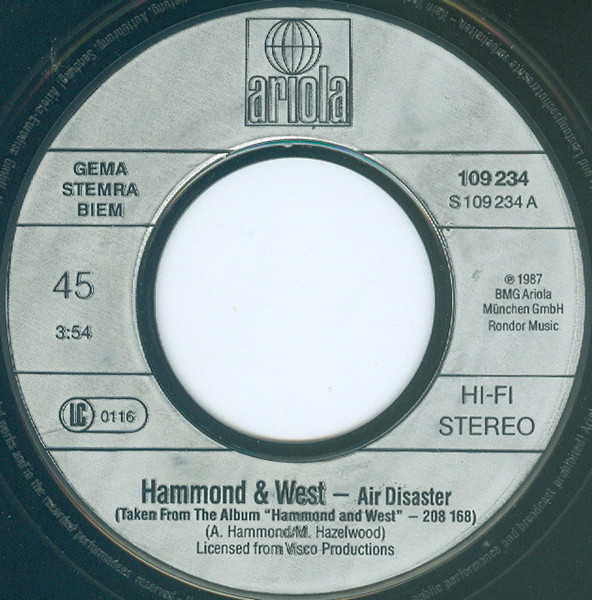 ariola
GEMA
STEMRA
BIEM
109 234
S 109 234 A
45
3:54
℗ 1987
BMG Ariola
München GmbH
Rondor Music
LC 0116
HI-FI
STEREO
Hammond & West – Air Disaster
(Taken From The Album "Hammond and West" – 208 168)
(A. Hammond/M. Hazelwood)
Licensed from Visco Productions